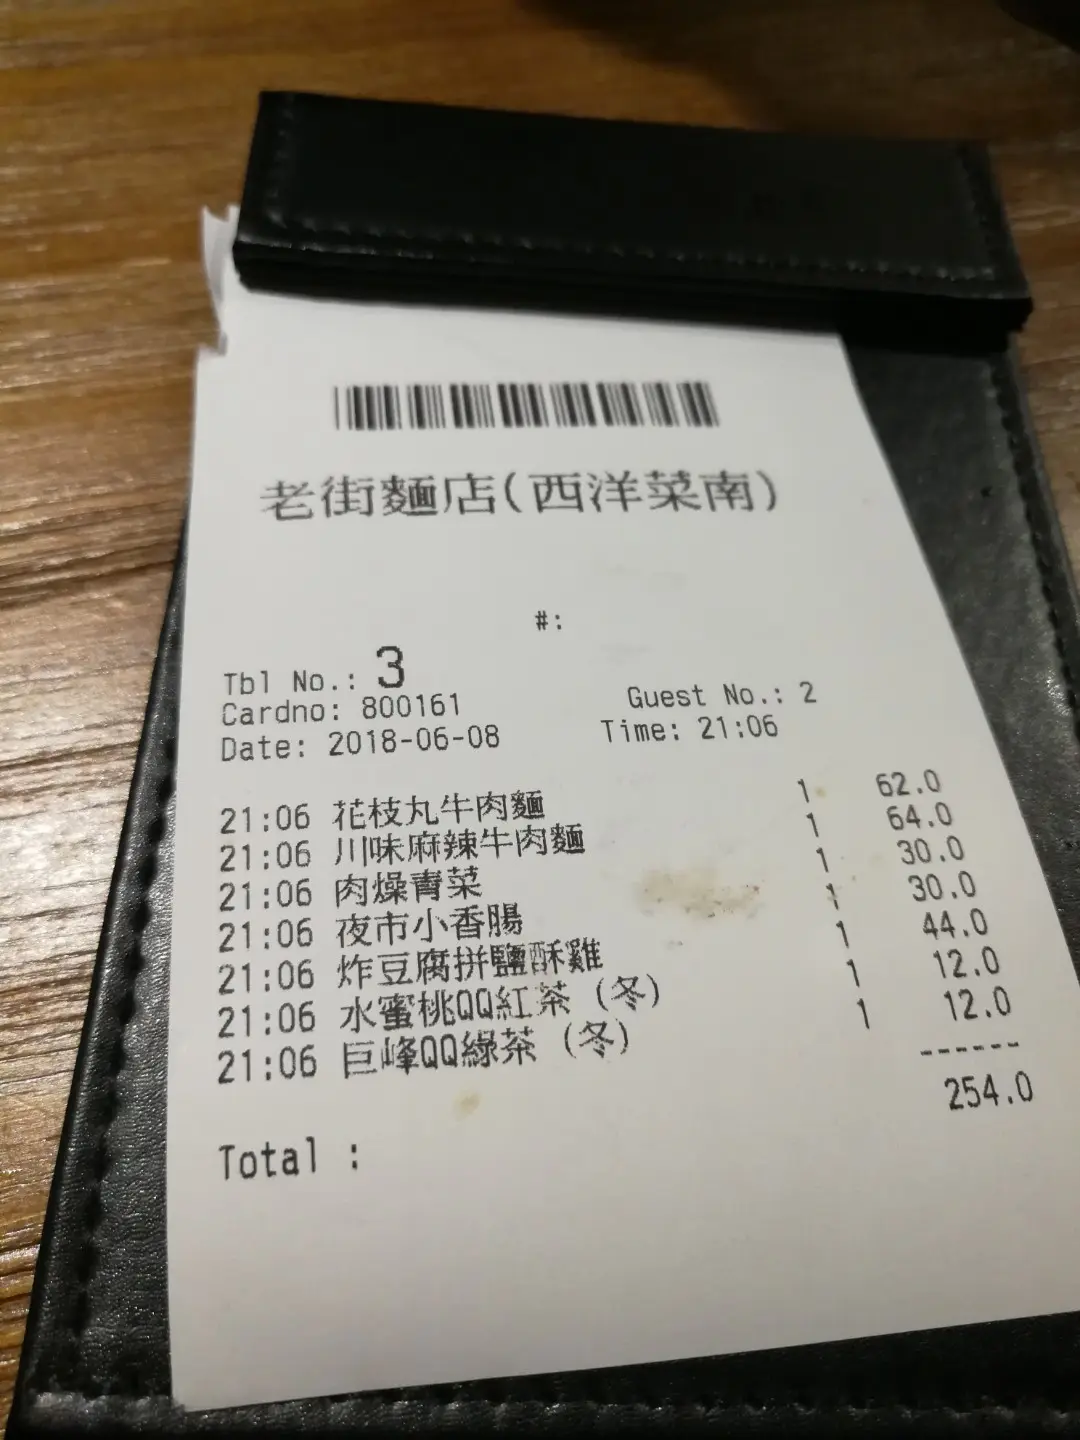 老街麵店(西洋菜南)
#:
Tbl No.: 3
Cardno: 800161 Guest No.: 2
Date: 2018-06-08 Time: 21:06
21:06 花枝丸牛肉麵 1 62.0
21:06 川味麻辣牛肉麵 1 64.0
21:06 肉燥青菜 1 30.0
21:06 夜市小香腸 1 30.0
21:06 炸豆腐拼鹽酥雞 1 44.0
21:06 水蜜桃QQ紅茶 (冬) 1 12.0
21:06 巨峰QQ綠茶 (冬) 1 12.0
------
254.0
Total :